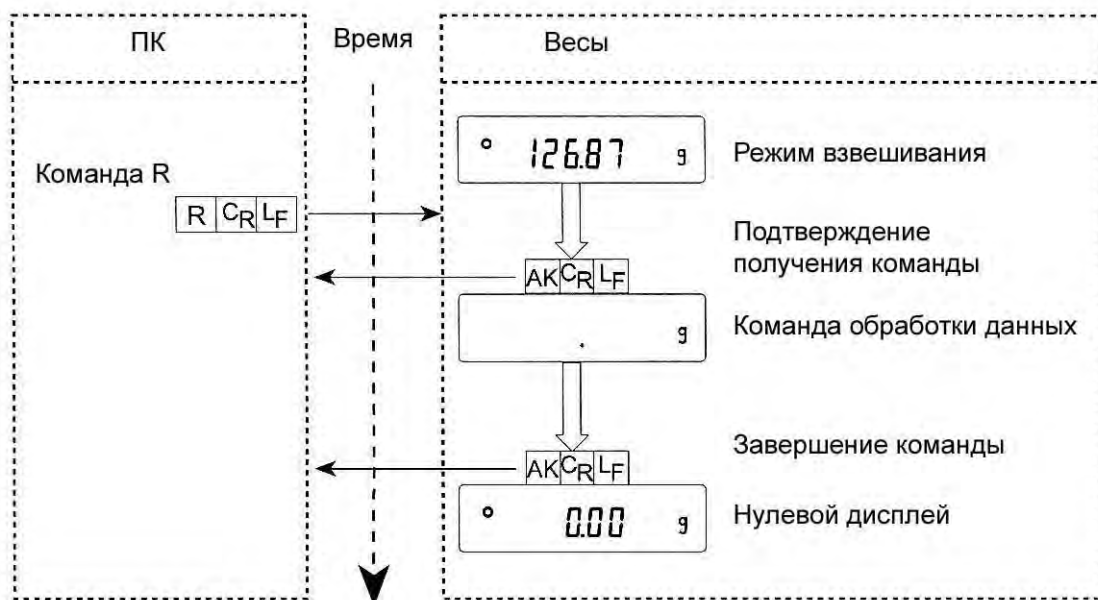 ПК
Время
Весы
126.87 g
Режим взвешивания
Команда R
R CR LF
Подтверждение
получения команды
AK CR LF
. g
Команда обработки данных
Завершение команды
AK CR LF
0.00 g
Нулевой дисплей